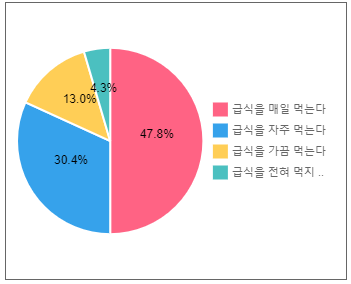 4.3%
13.0%
47.8%
30.4%
급식을 매일 먹는다
급식을 자주 먹는다
급식을 가끔 먹는다
급식을 전혀 먹지 ..